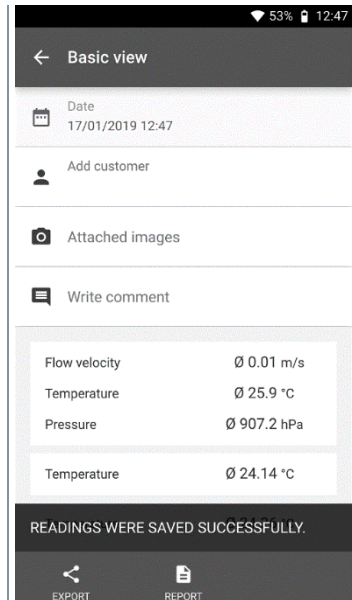 53% 12:47
Basic view
Date
17/01/2019 12:47
Add customer
Attached images
Write comment
Flow velocity Ø 0.01 m/s
Temperature Ø 25.9 °C
Pressure Ø 907.2 hPa
Temperature Ø 24.14 °C
READINGS WERE SAVED SUCCESSFULLY.
EXPORT REPORT